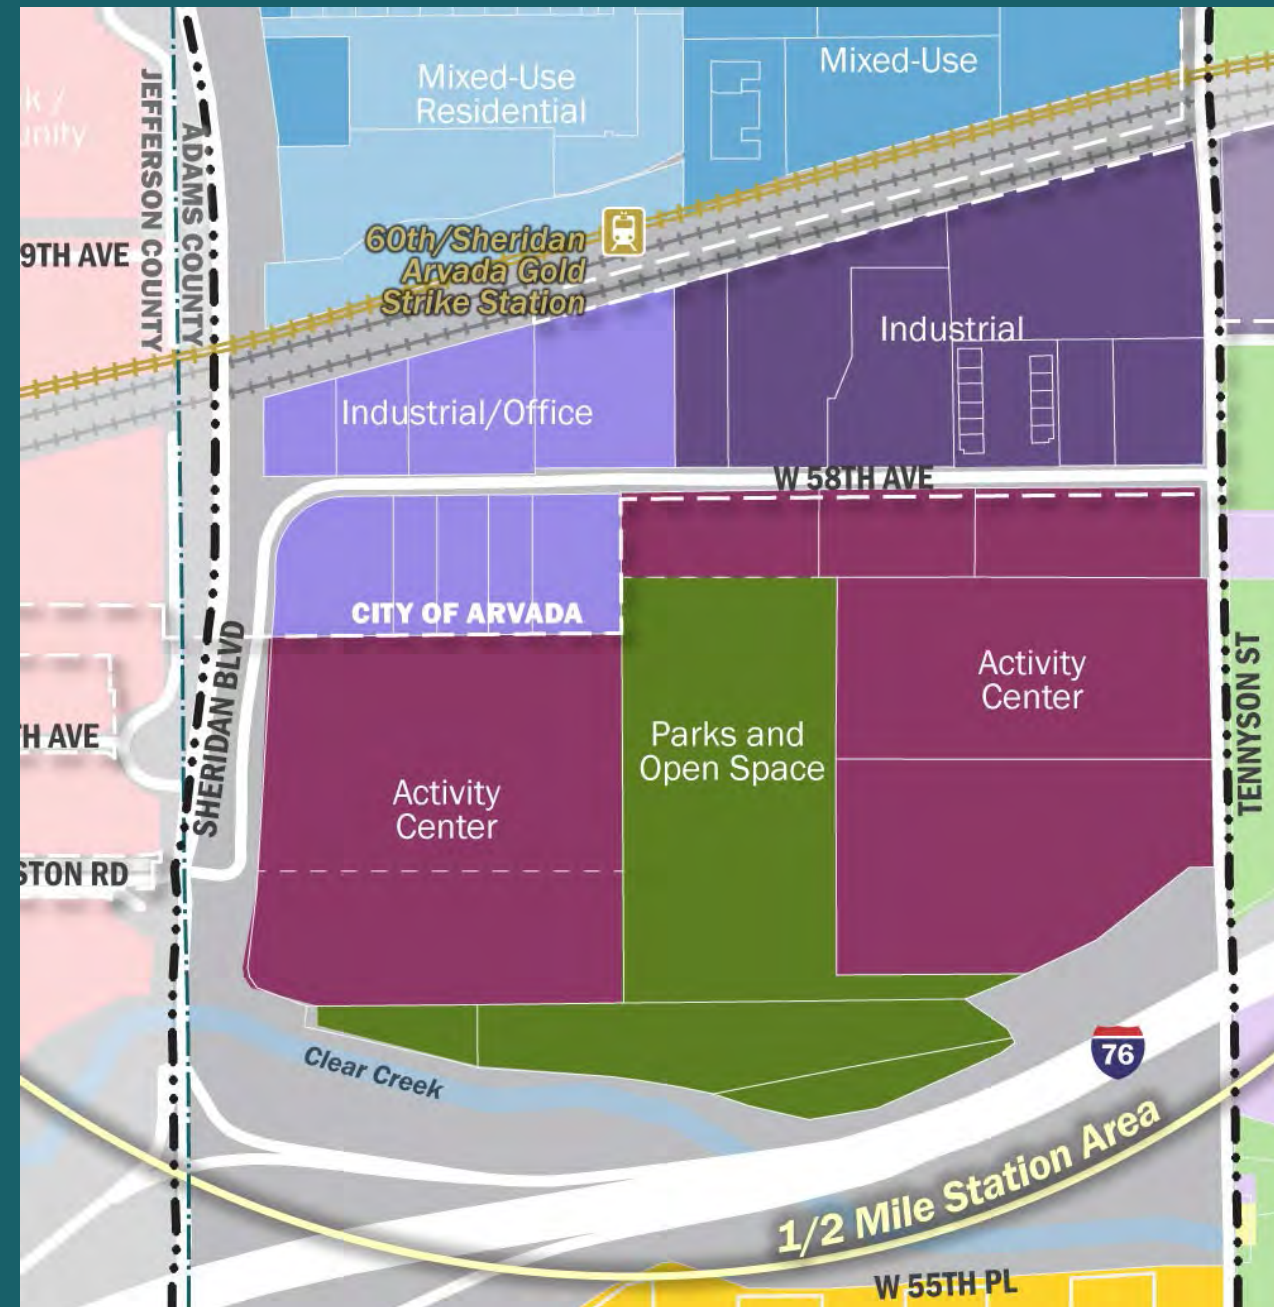 Mixed-Use
Residential
Mixed-Use
k /
unity
JEFFERSON COUNTY
ADAMS COUNTY
9TH AVE
60th/Sheridan
Arvada Gold
Strike Station
Industrial
Industrial/Office
W 58TH AVE
CITY OF ARVADA
SHERIDAN BLVD
Activity
Center
TENNYSON ST
Parks and
Open Space
H AVE
Activity
Center
STON RD
76
Clear Creek
1/2 Mile Station Area
W 55TH PL